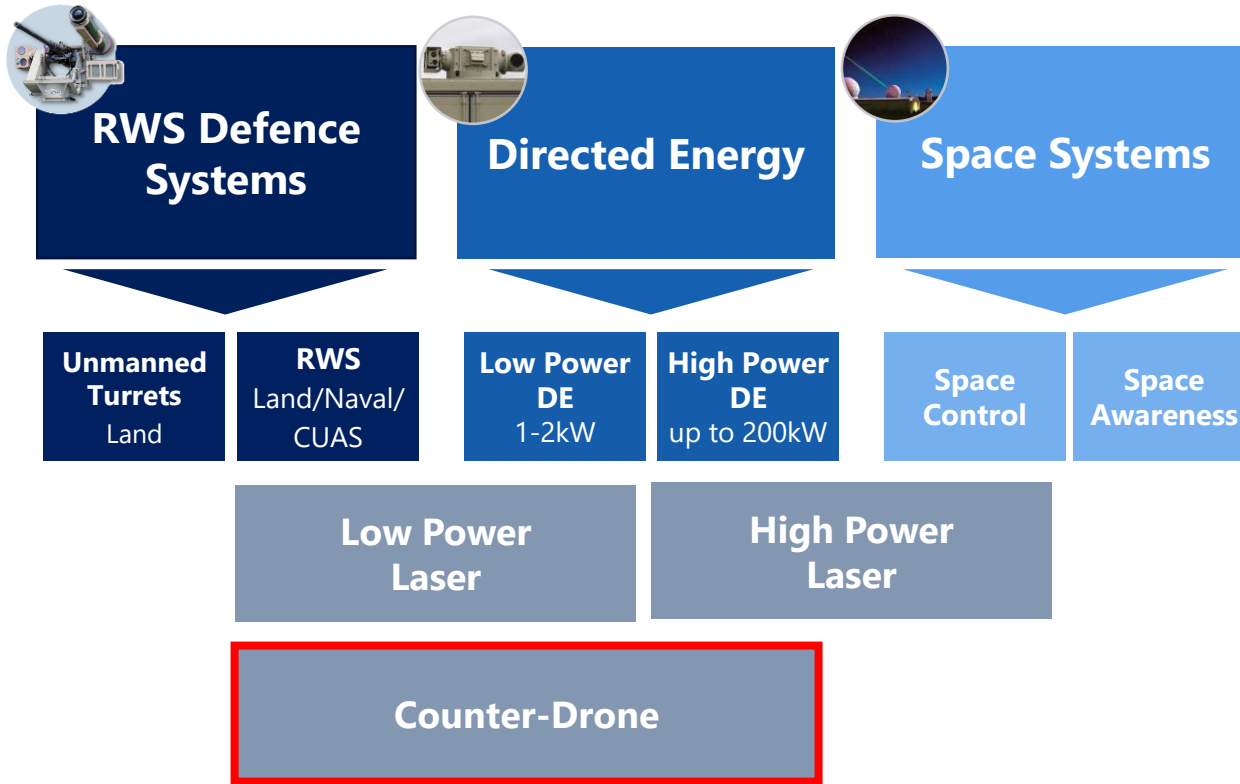 RWS Defence
Systems
Directed Energy
Space Systems
Unmanned
Turrets
Land
RWS
Land/Naval/
CUAS
Low Power
DE
1-2kW
High Power
DE
up to 200kW
Space
Control
Space
Awareness
Low Power
Laser
High Power
Laser
Counter-Drone